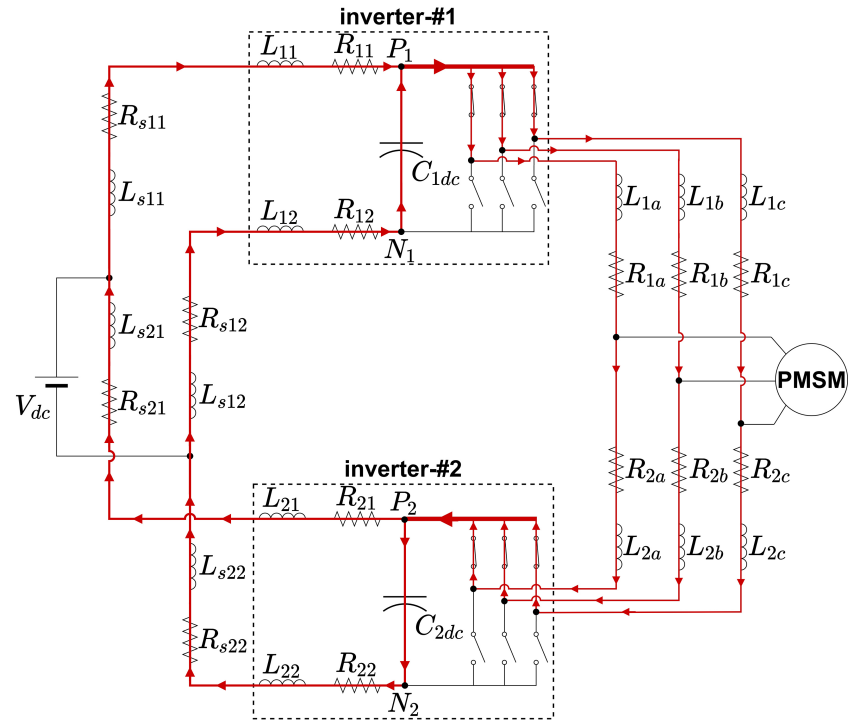 inverter-#1
L11 R11 P1
Rs11
C1dc
Ls11
L1a L1b L1c
L12 R12
N1
R1a R1b R1c
Ls21
Rs12
Vdc
Rs21
Ls12
PMSM
inverter-#2
R2a R2b R2c
L21 R21 P2
Ls22
L2a L2b L2c
C2dc
Rs22
L22 R22
N2